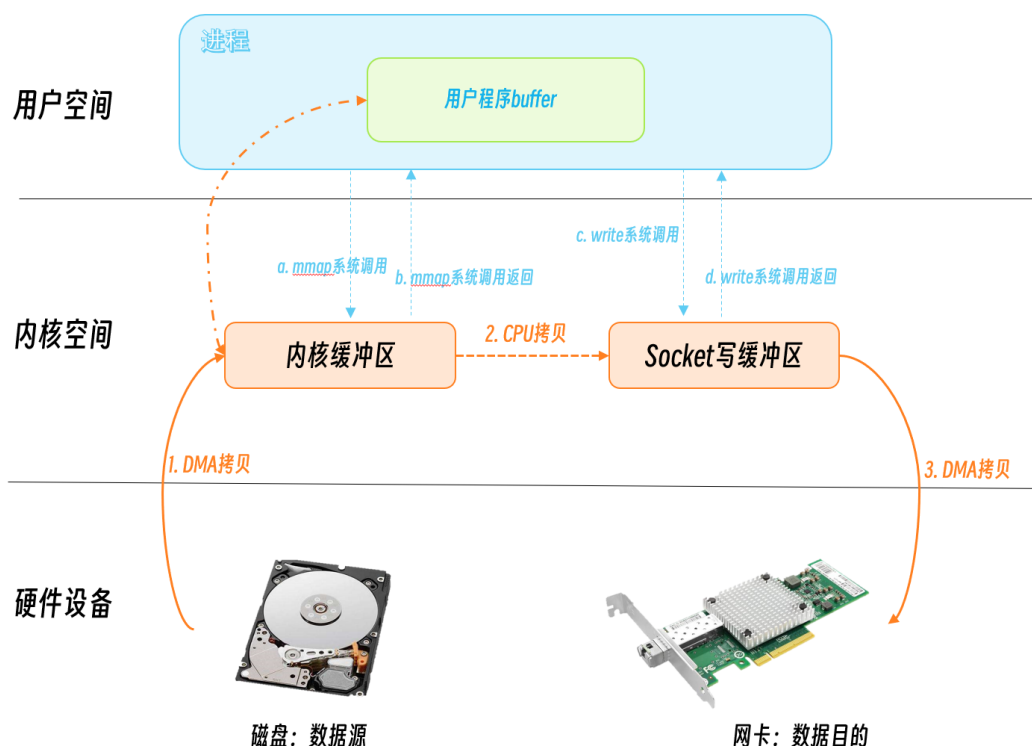 进程
用户程序buffer
用户空间
c. write系统调用
a. mmap系统调用
b. mmap系统调用返回
d. write系统调用返回
内核空间
2. CPU拷贝
内核缓冲区
Socket写缓冲区
1. DMA拷贝
3. DMA拷贝
硬件设备
磁盘：数据源
网卡：数据目的